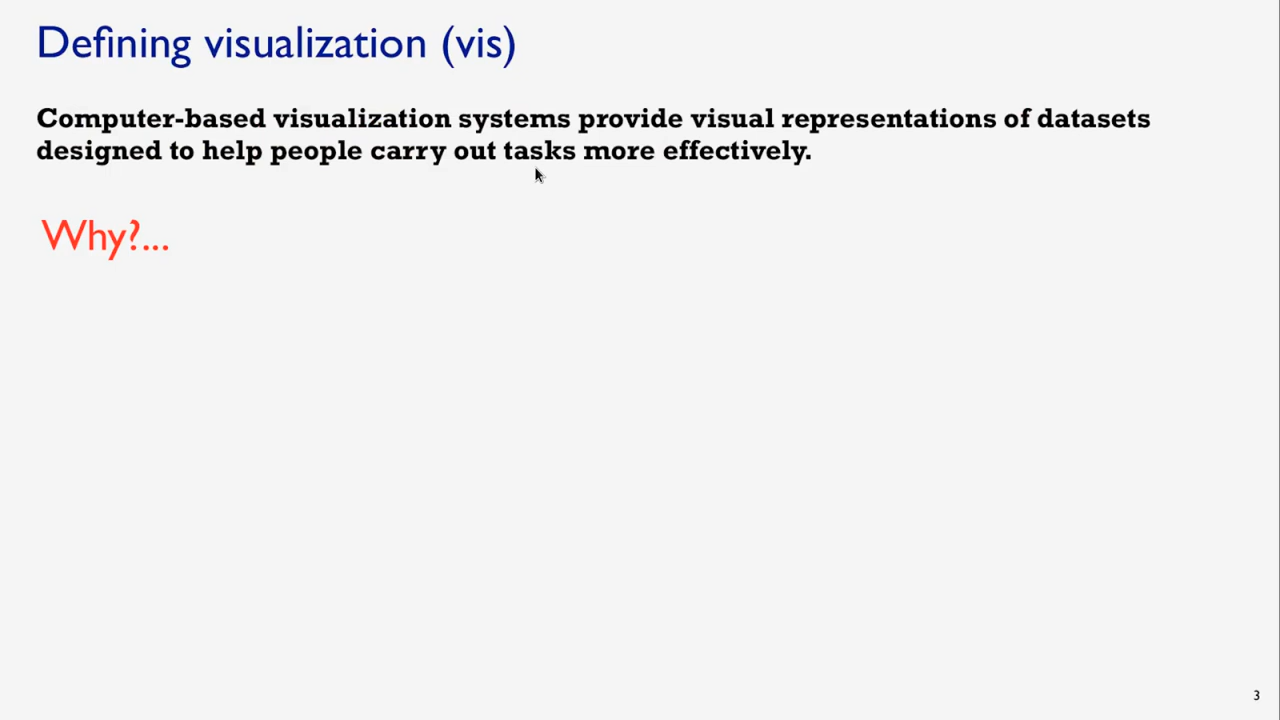 Defining visualization (vis)
Computer-based visualization systems provide visual representations of datasets
designed to help people carry out tasks more effectively.
Why?...
3